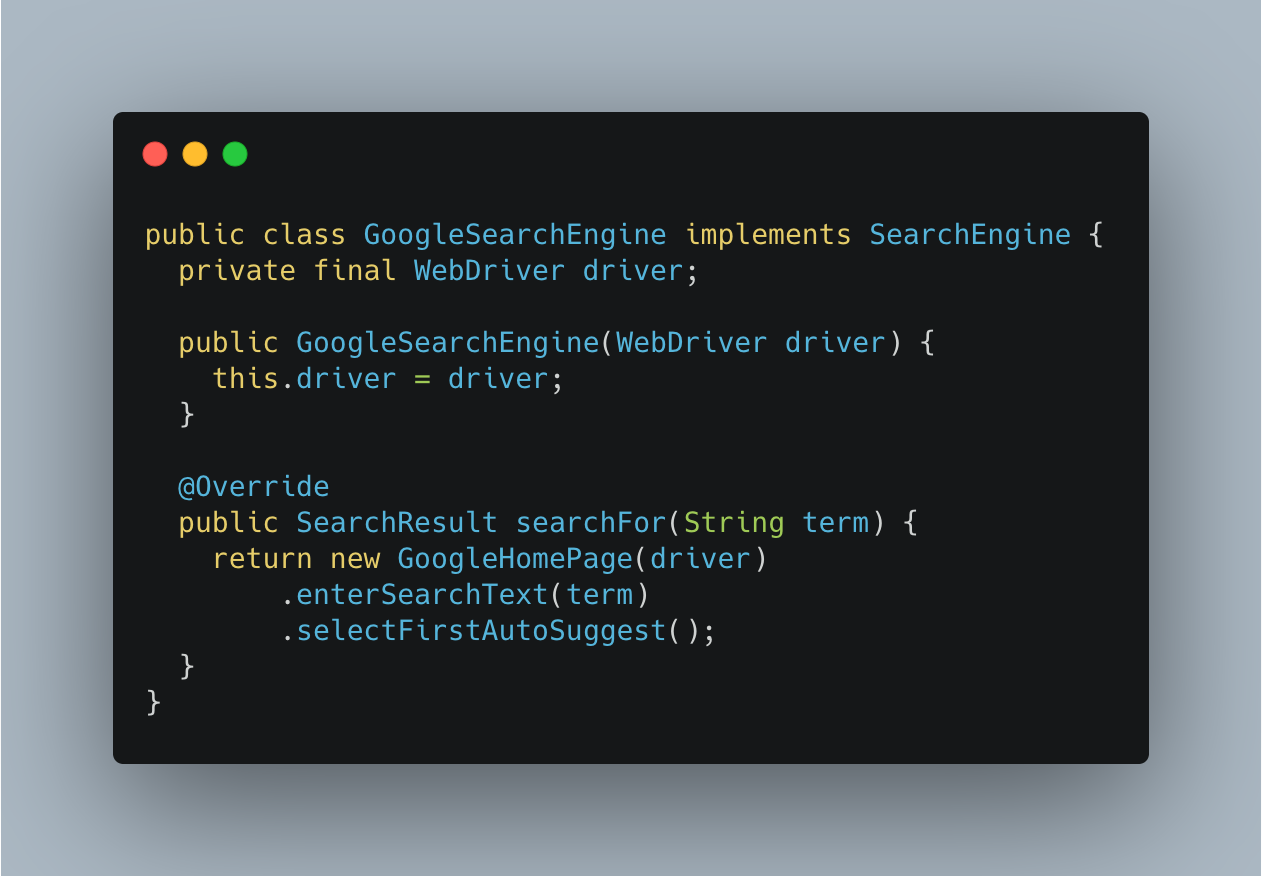 public class GoogleSearchEngine implements SearchEngine {
  private final WebDriver driver;

  public GoogleSearchEngine(WebDriver driver) {
    this.driver = driver;
  }

  @Override
  public SearchResult searchFor(String term) {
    return new GoogleHomePage(driver)
        .enterSearchText(term)
        .selectFirstAutoSuggest();
  }
}